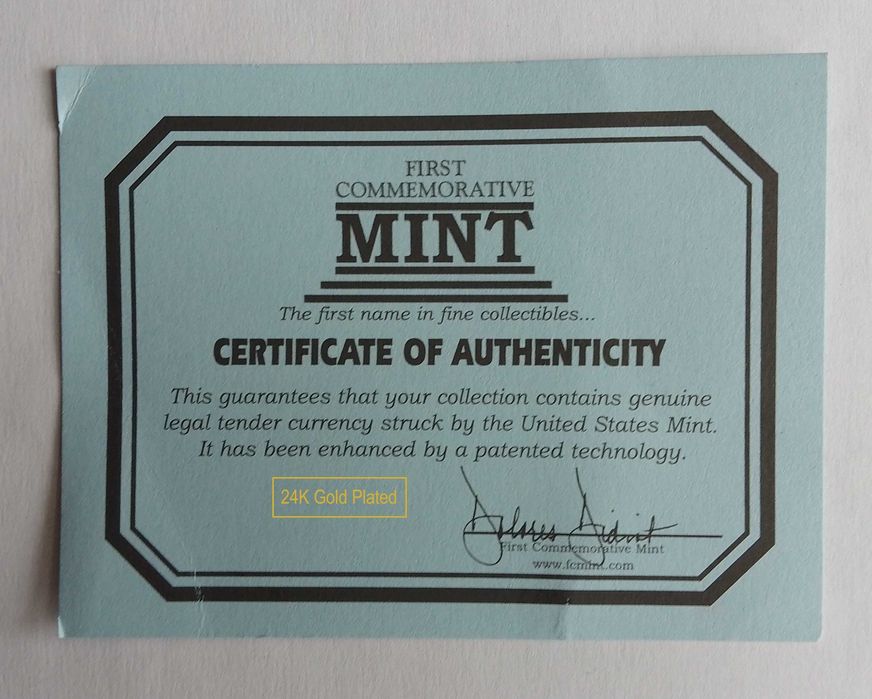 FIRST
COMMEMORATIVE
MINT
The first name in fine collectibles...
CERTIFICATE OF AUTHENTICITY
This guarantees that your collection contains genuine
legal tender currency struck by the United States Mint.
It has been enhanced by a patented technology.
24K Gold Plated
Dolores
First Commemorative Mint
www.fcmint.com